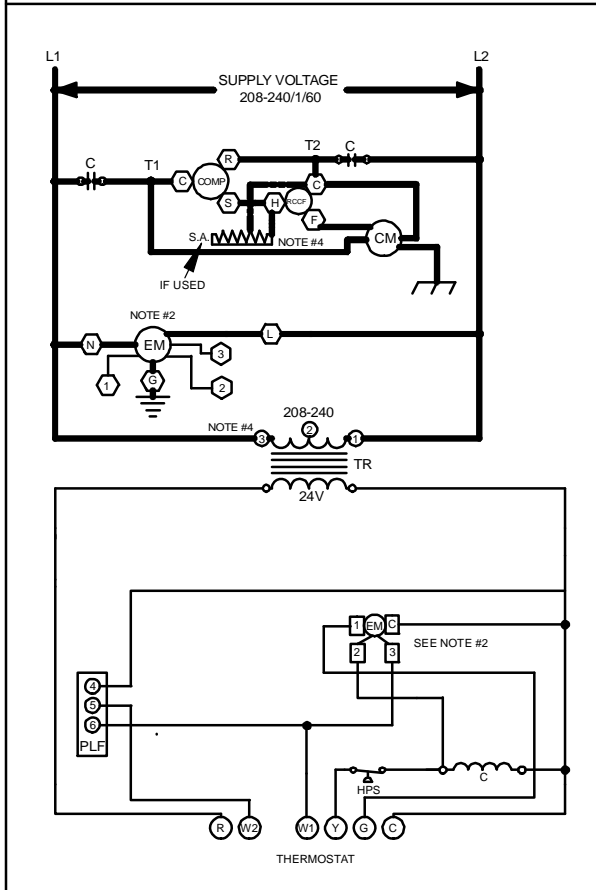 L1 L2
SUPPLY VOLTAGE
208-240/1/60
C T1 T2 C
C COMP R
S H RCCF C
F
S.A. NOTE #4 CM
IF USED
NOTE #2
N EM L
3
1 G 2
NOTE #4 208-240
3 2 1
TR
24V
1 EM C
SEE NOTE #2
2 3
4
5
6
PLF
HPS C
R W2 W1 Y G C
THERMOSTAT